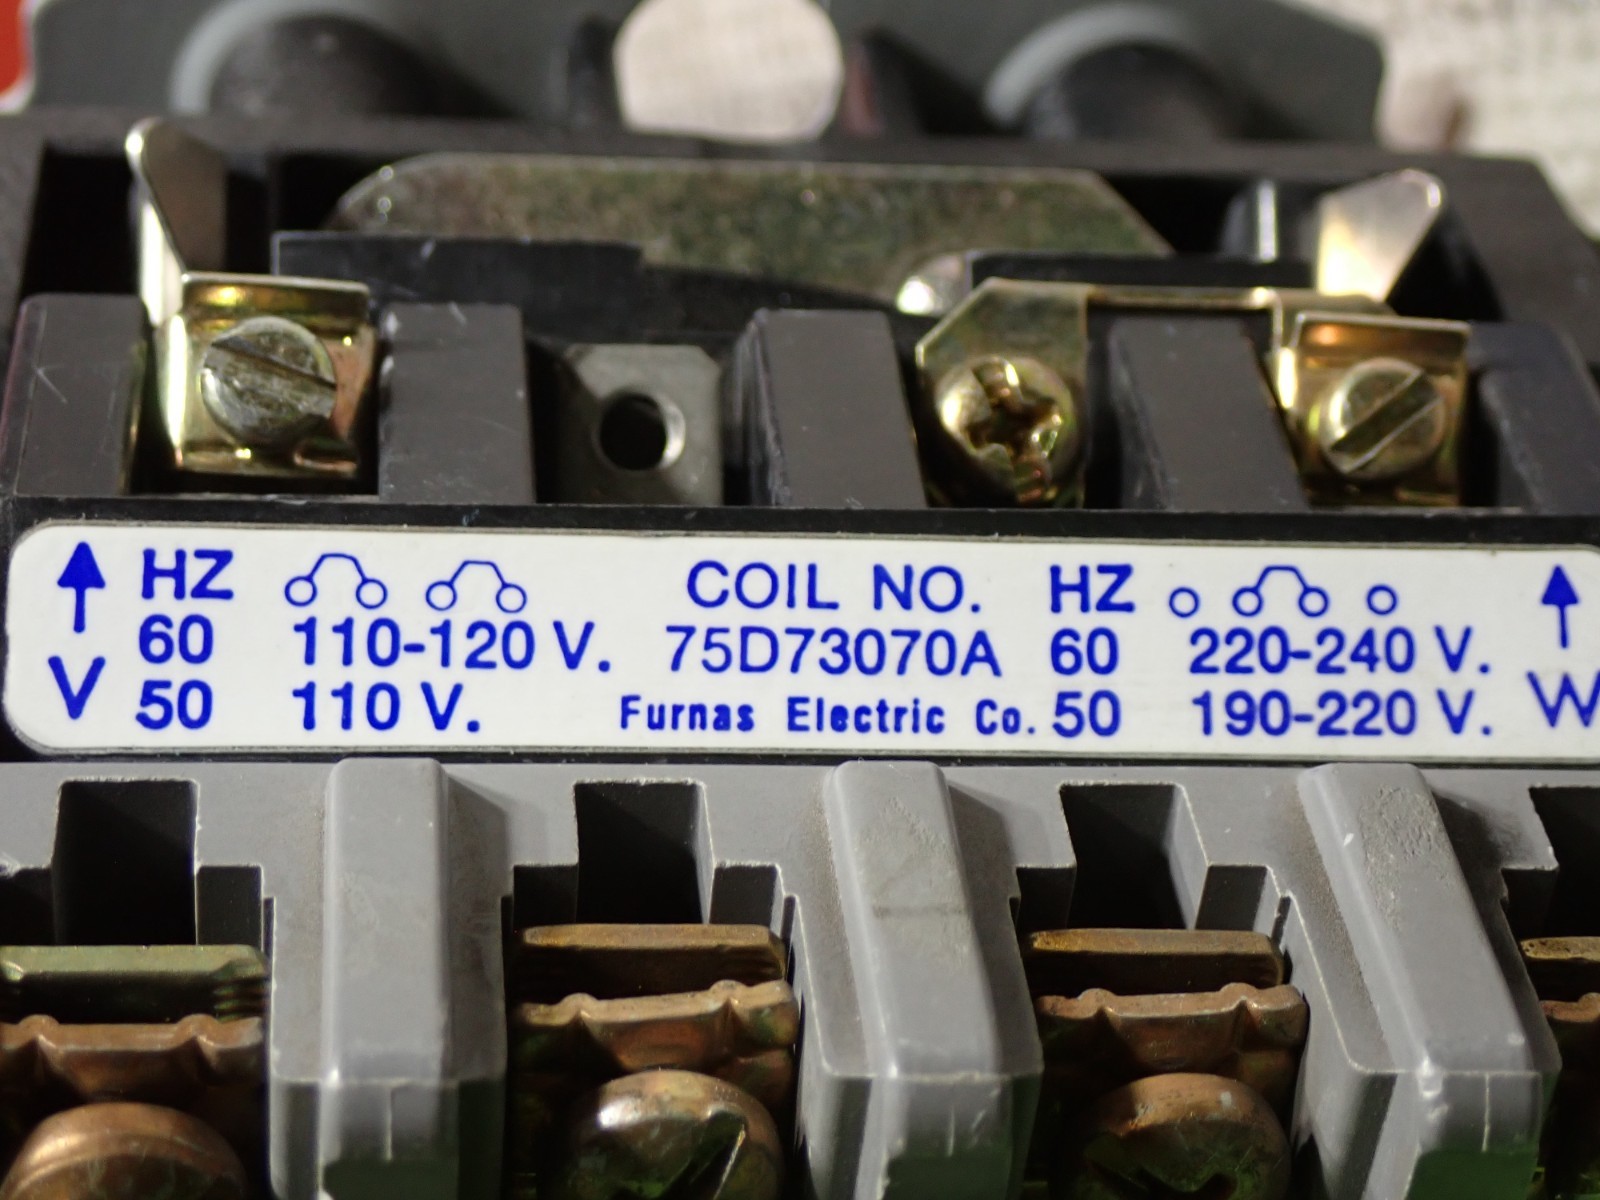 HZ COIL NO. HZ
60 110-120 V. 75D73070A 60 220-240 V.
V 50 110 V. Furnas Electric Co. 50 190-220 V. W